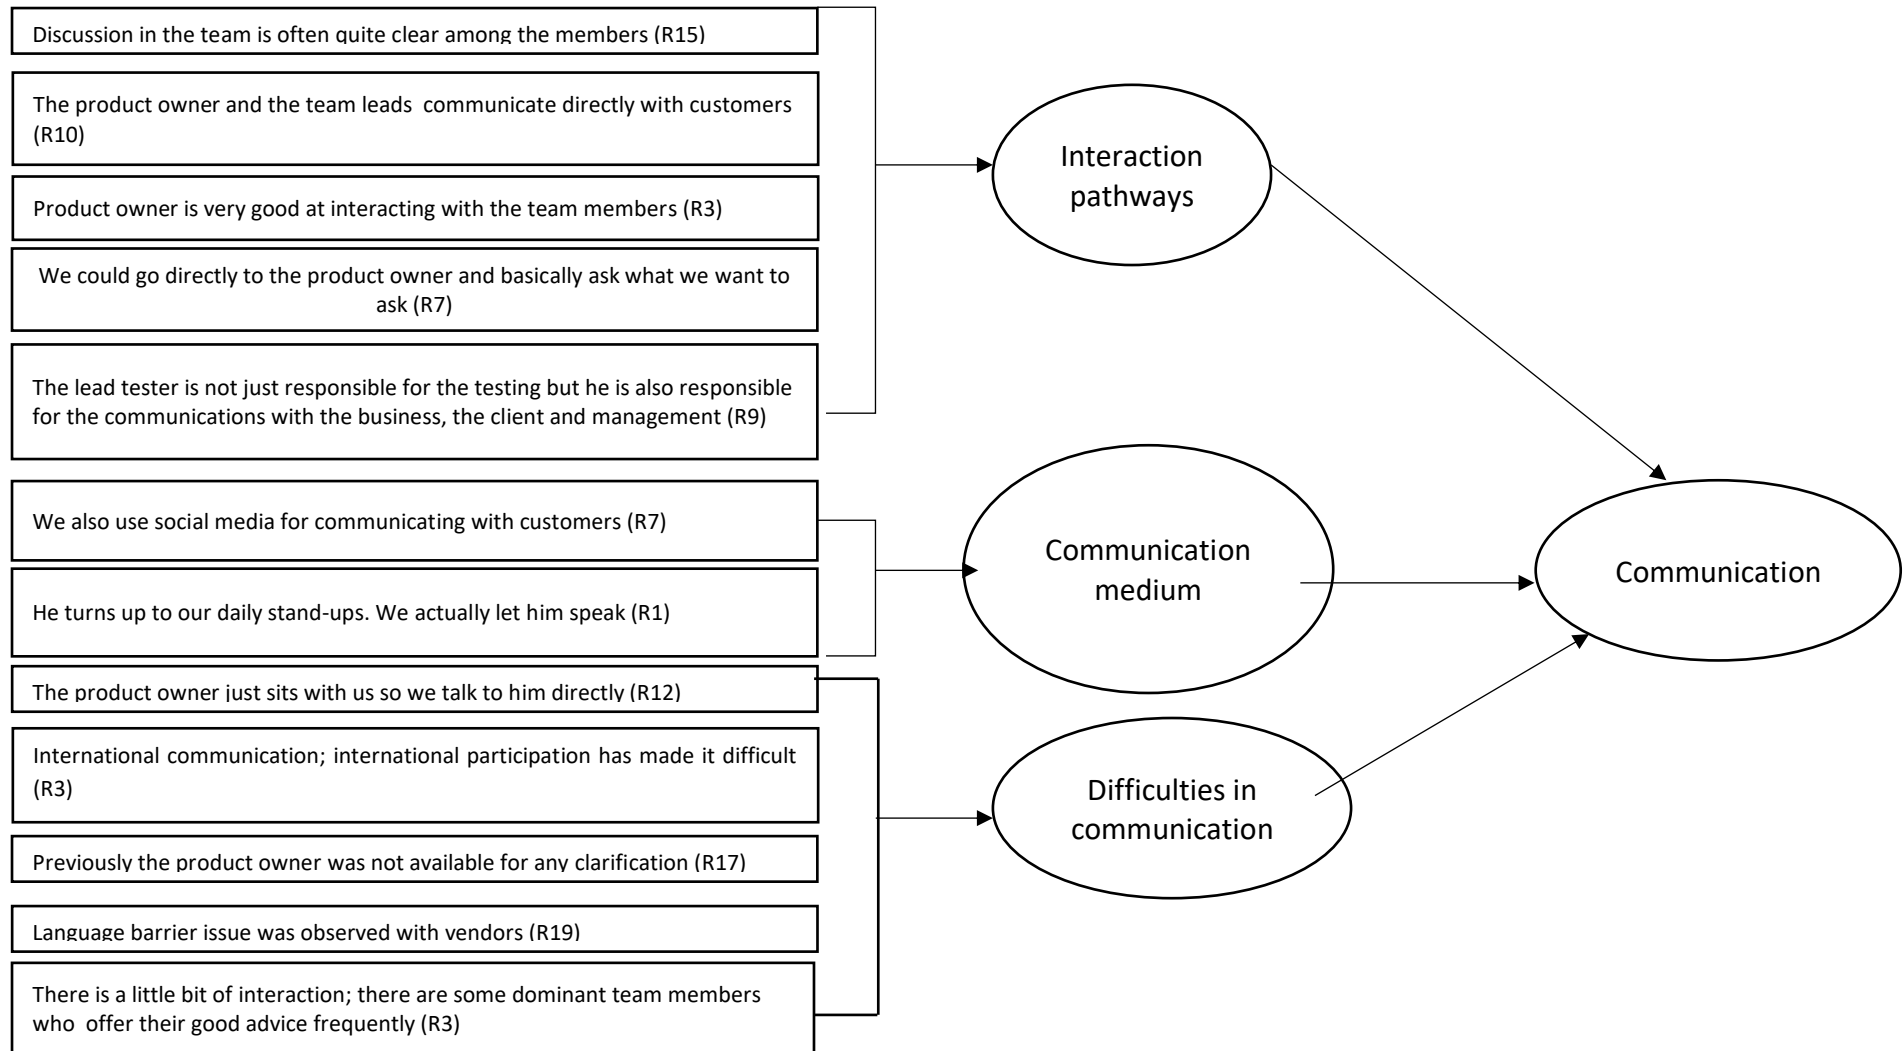 Discussion in the team is often quite clear among the members (R15)
The product owner and the team leads communicate directly with customers
(R10)
Product owner is very good at interacting with the team members (R3)
We could go directly to the product owner and basically ask what we want to
ask (R7)
The lead tester is not just responsible for the testing but he is also responsible
for the communications with the business, the client and management (R9)
We also use social media for communicating with customers (R7)
He turns up to our daily stand-ups. We actually let him speak (R1)
The product owner just sits with us so we talk to him directly (R12)
International communication; international participation has made it difficult
(R3)
Previously the product owner was not available for any clarification (R17)
Language barrier issue was observed with vendors (R19)
There is a little bit of interaction; there are some dominant team members
who offer their good advice frequently (R3)
Interaction
pathways
Communication
medium
Difficulties in
communication
Communication